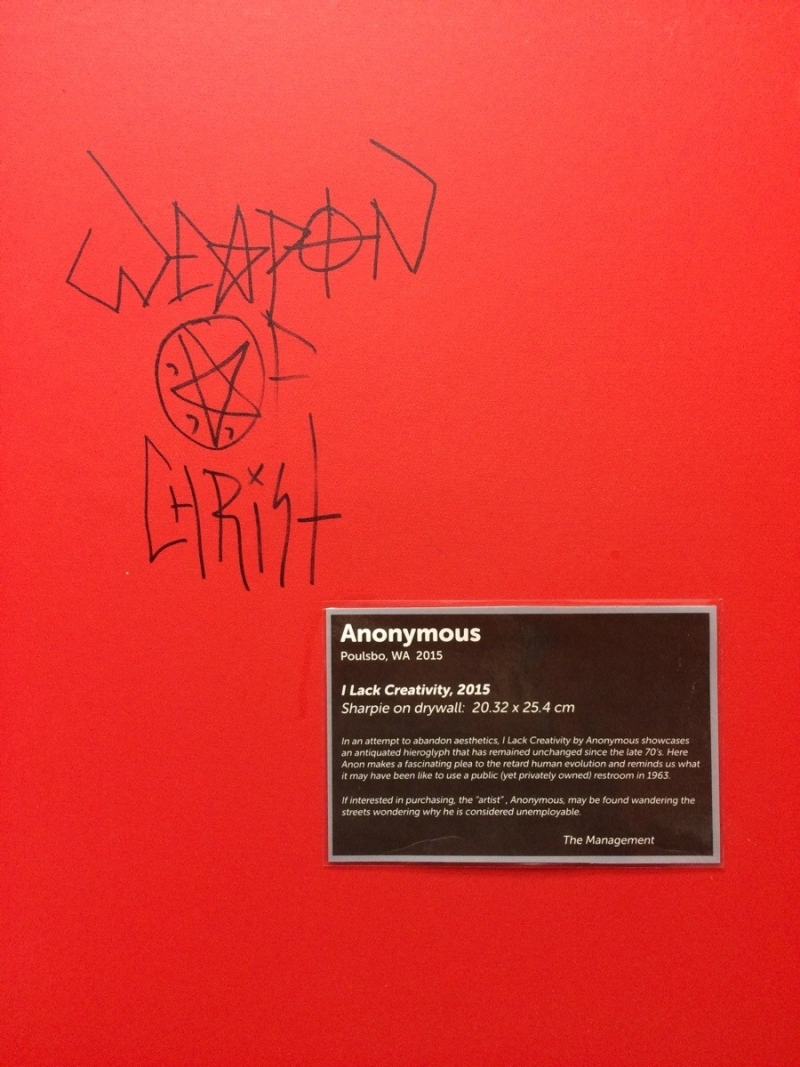 WEAPON
OF
CHRiST
Anonymous
Poulsbo, WA 2015
I Lack Creativity, 2015
Sharpie on drywall: 20.32 x 25.4 cm
In an attempt to abandon aesthetics, I Lack Creativity by Anonymous showcases
an antiquated hieroglyph that has remained unchanged since the late 70's. Here
Anon makes a fascinating plea to the retard human evolution and reminds us what
it may have been like to use a public (yet privately owned) restroom in 1963.
If interested in purchasing, the "artist" , Anonymous, may be found wandering the
streets wondering why he is considered unemployable.
The Management